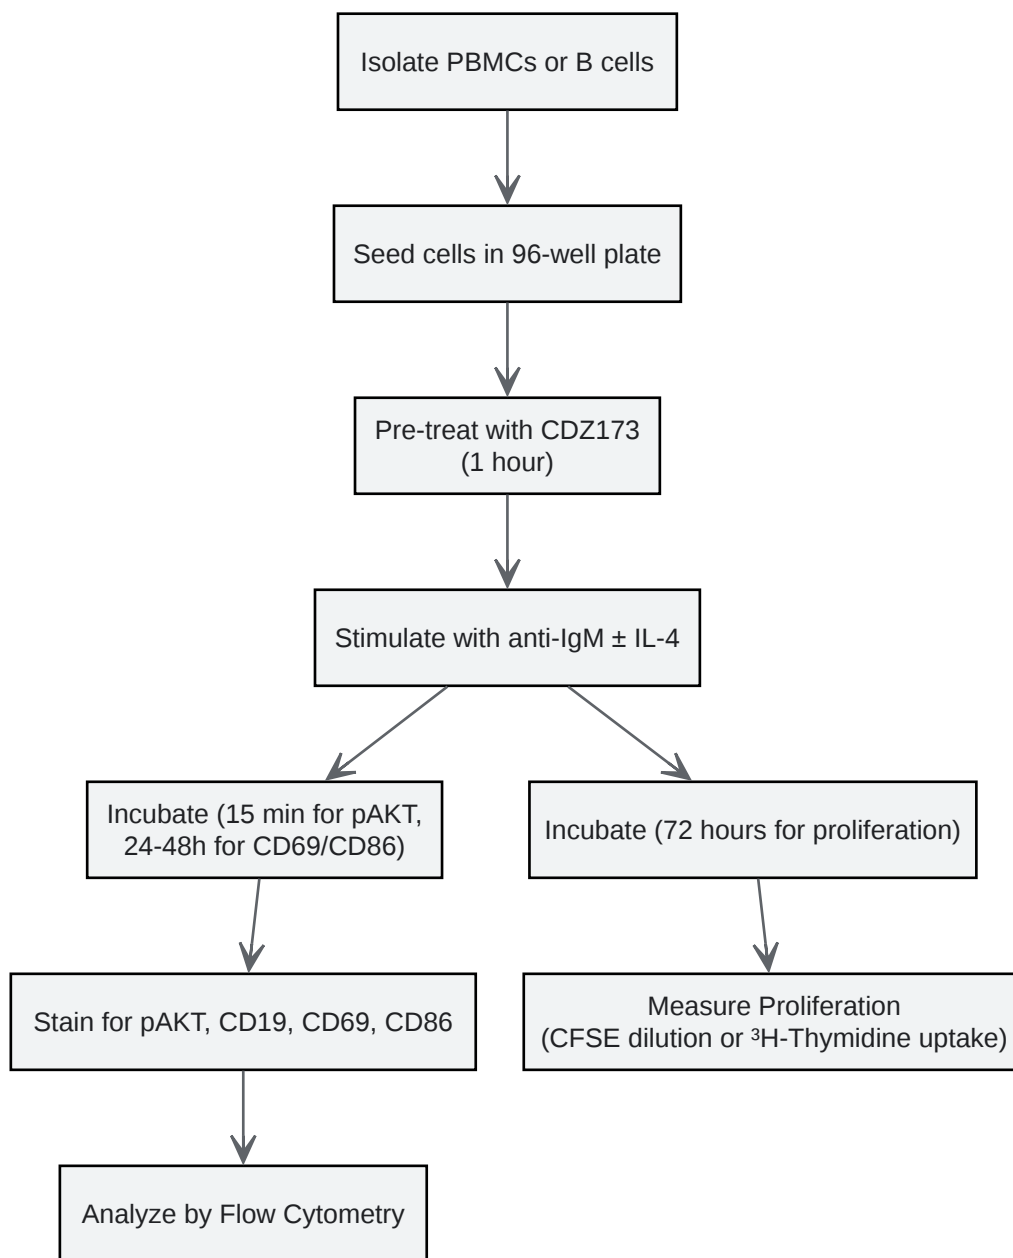 Isolate PBMCs or B cells
Seed cells in 96-well plate
Pre-treat with CDZ173
(1 hour)
Stimulate with anti-IgM ± IL-4
Incubate (15 min for pAKT,
24-48h for CD69/CD86)
Incubate (72 hours for proliferation)
Stain for pAKT, CD19, CD69, CD86
Measure Proliferation
(CFSE dilution or ³H-Thymidine uptake)
Analyze by Flow Cytometry